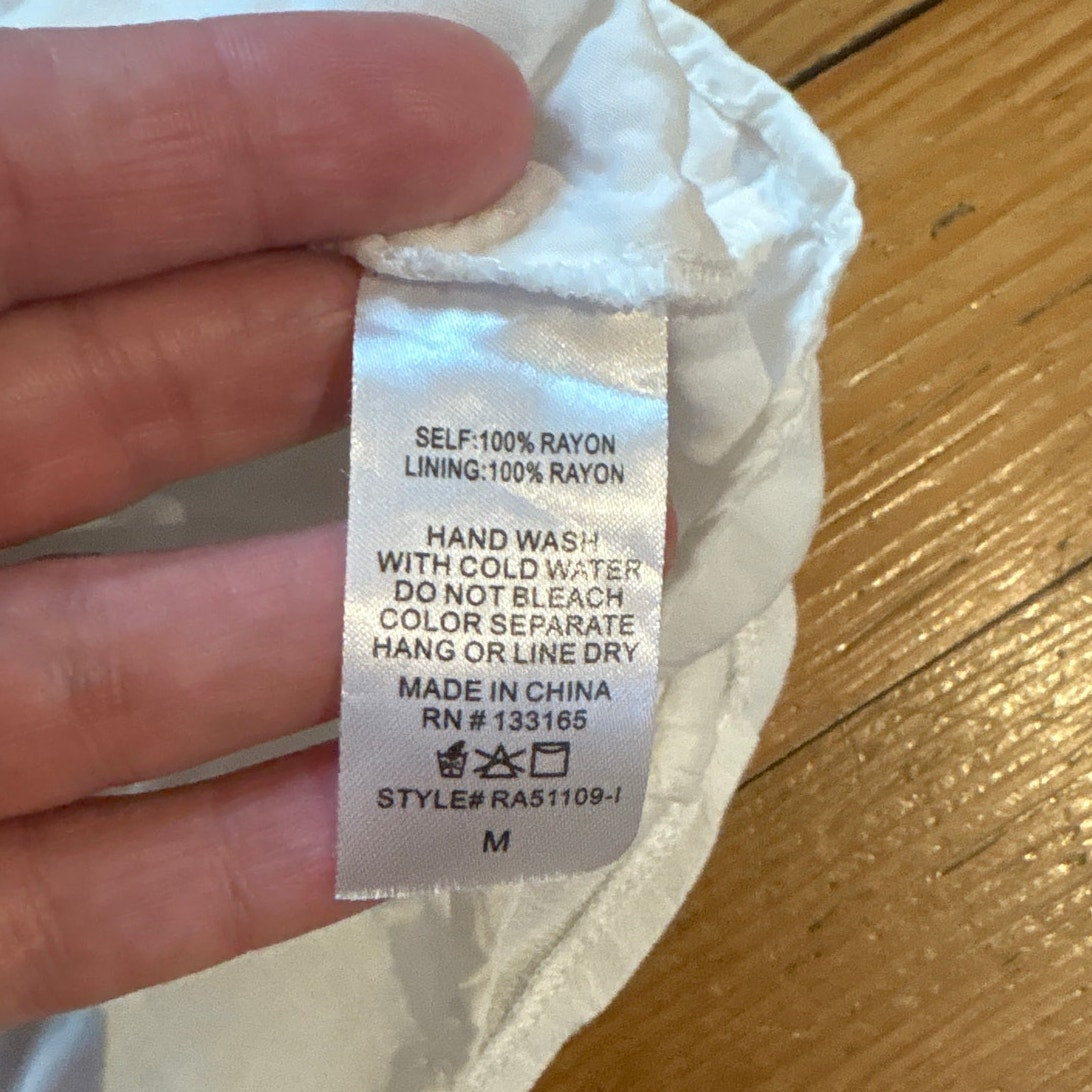 SELF:100% RAYON
LINING:100% RAYON
HAND WASH
WITH COLD WATER
DO NOT BLEACH
COLOR SEPARATE
HANG OR LINE DRY
MADE IN CHINA
RN # 133165
STYLE# RA51109-I
M